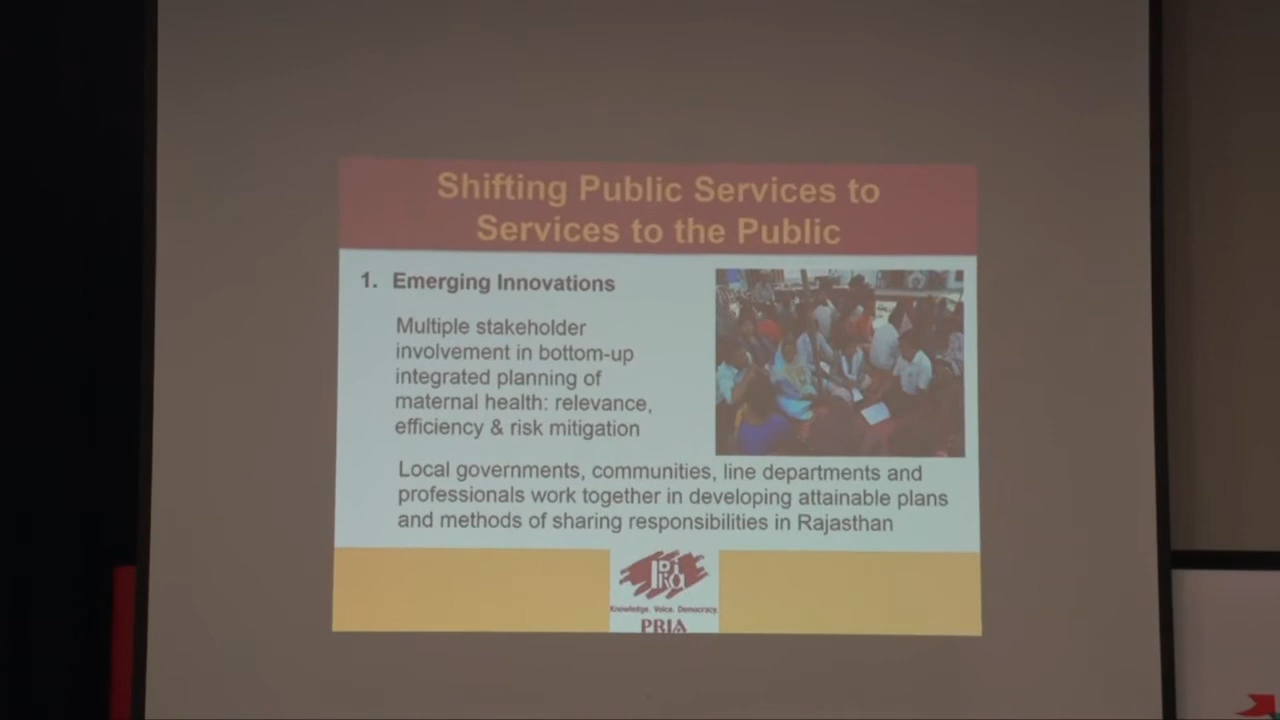 Shifting Public Services to
Services to the Public
1. Emerging Innovations
Multiple stakeholder
involvement in bottom-up
integrated planning of
maternal health: relevance,
efficiency & risk mitigation
Local governments, communities, line departments and
professionals work together in developing attainable plans
and methods of sharing responsibilities in Rajasthan
PRIA
Knowledge. Voice. Democracy.
PRIA